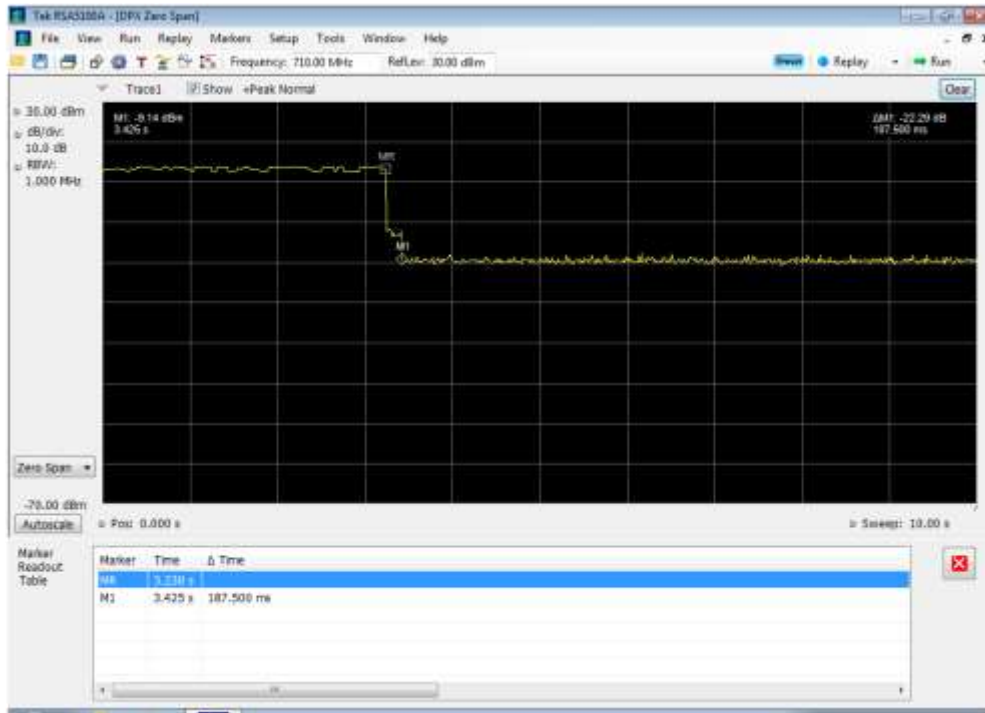 Tek RSA5100A - [DPX Zero Span]
File View Run Replay Markers Setup Tools Window Help
Frequency: 710.00 MHz RefLev: 30.00 dBm Preset Replay Run
Trace1 Show +Peak Normal Clear
30.00 dBm
dB/div:
10.0 dB
RBW:
1.000 MHz
M1: -9.14 dBm
3.425 s
ΔM1: -22.29 dB
187.500 ms
MR
M1
Zero Span
-70.00 dBm
Autoscale Pos: 0.000 s Sweep: 10.00 s
Marker
Readout
Table
Marker Time Δ Time
MR 3.238 s
M1 3.425 s 187.500 ms